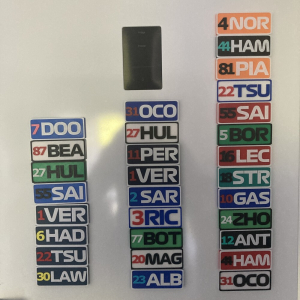 7 DOO
87 BEA
27 HUL
55 SAI
1 VER
6 HAD
22 TSU
30 LAW
31 OCO
27 HUL
11 PER
1 VER
2 SAR
3 RIC
77 BOT
20 MAG
23 ALB
4 NOR
44 HAM
81 PIA
22 TSU
55 SAI
5 BOR
16 LEC
18 STR
10 GAS
24 ZHO
12 ANT
44 HAM
31 OCO